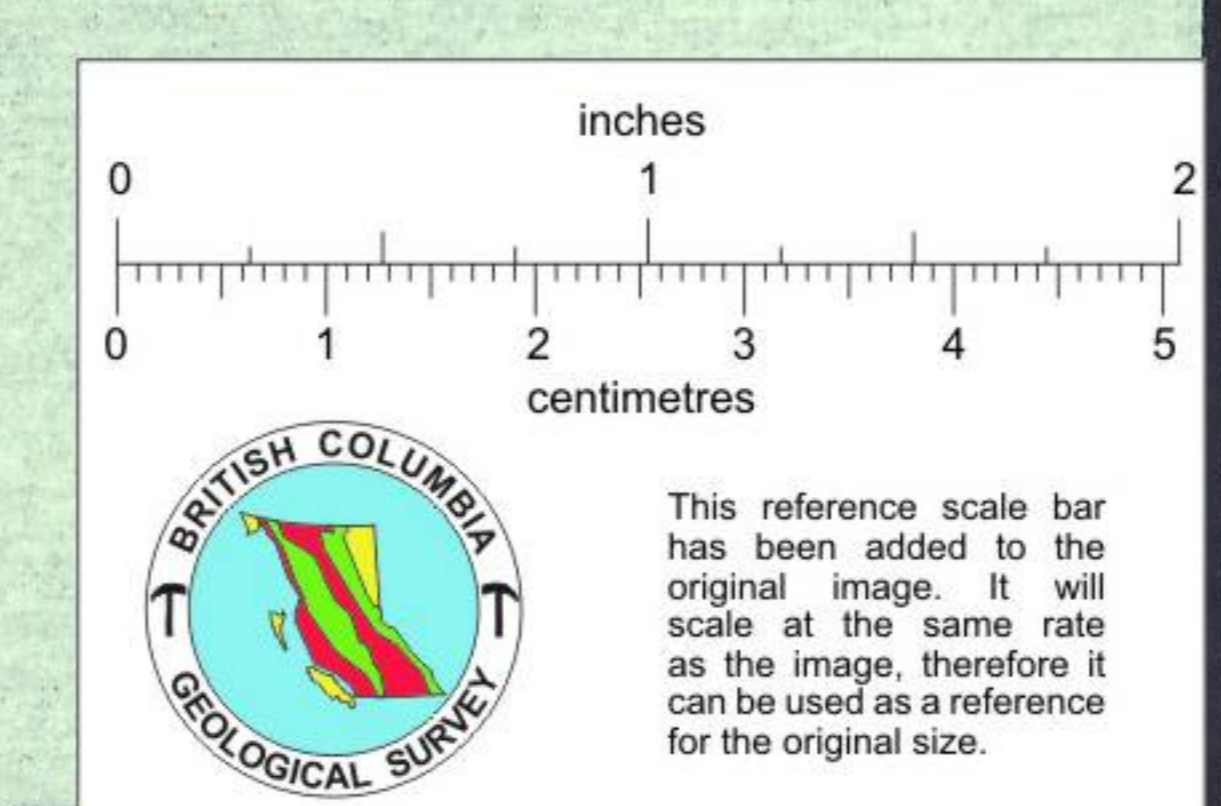 inches
0 1 2
0 1 2 3 4 5
centimetres
BRITISH COLUMBIA
GEOLOGICAL SURVEY
This reference scale bar
has been added to the
original image. It will
scale at the same rate
as the image, therefore it
can be used as a reference
for the original size.